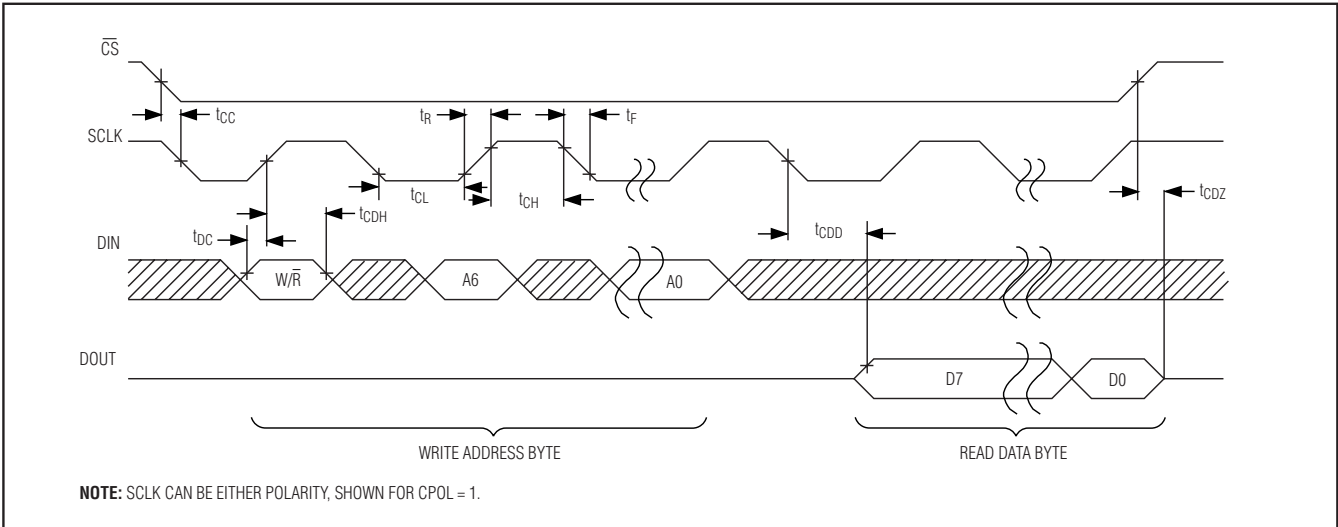 C̅S̅
tCC
tR
tF
SCLK
tCL
tCH
tCDZ
tCDH
tDC
tCDD
DIN
W/R̅
A6
A0
DOUT
D7
D0
WRITE ADDRESS BYTE
READ DATA BYTE
NOTE: SCLK CAN BE EITHER POLARITY, SHOWN FOR CPOL = 1.